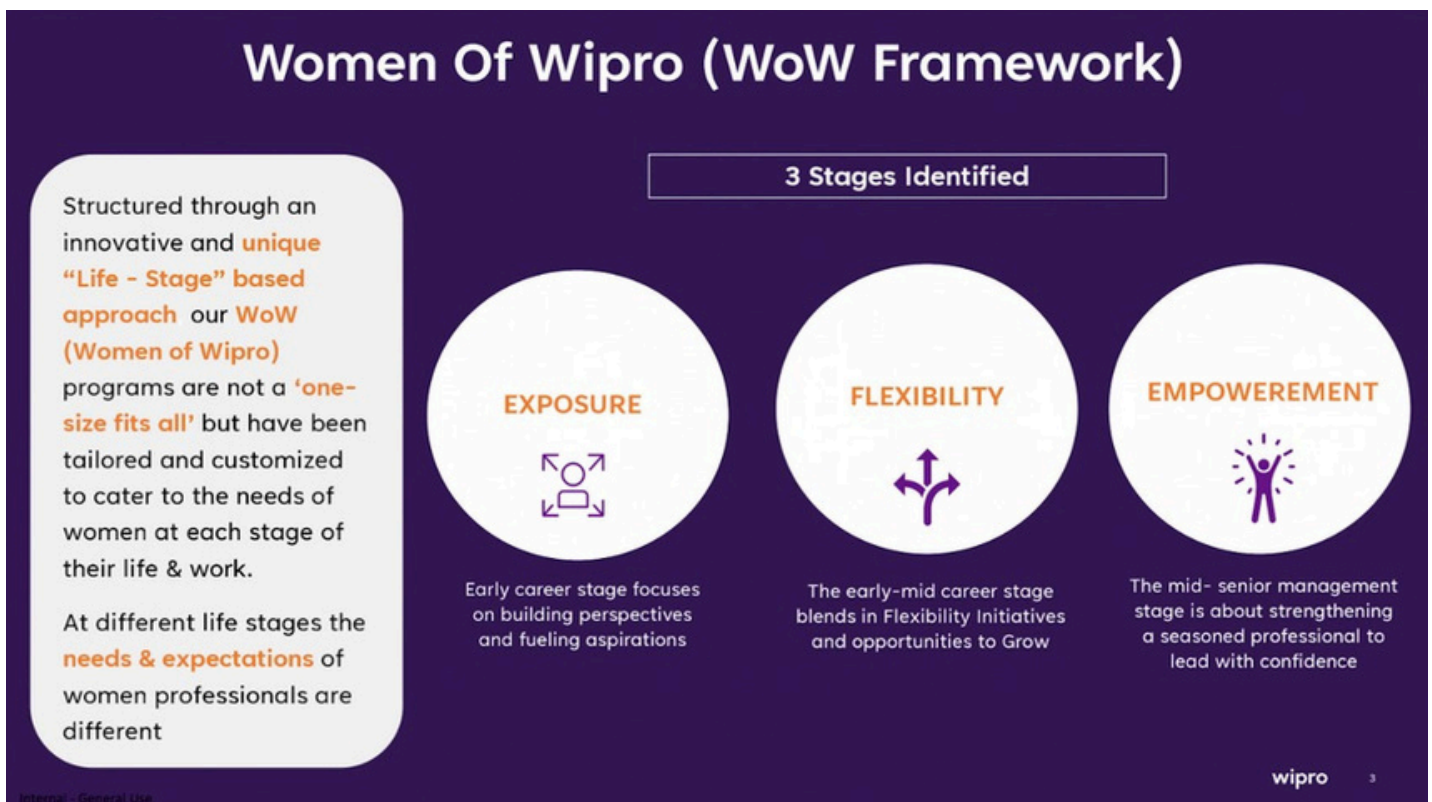 Women Of Wipro (WoW Framework)
Structured through an
innovative and unique
“Life - Stage” based
approach our WoW
(Women of Wipro)
programs are not a ‘one-
size fits all’ but have been
tailored and customized
to cater to the needs of
women at each stage of
their life & work.
At different life stages the
needs & expectations of
women professionals are
different
3 Stages Identified
EXPOSURE
Early career stage focuses
on building perspectives
and fueling aspirations
FLEXIBILITY
The early-mid career stage
blends in Flexibility Initiatives
and opportunities to Grow
EMPOWEREMENT
The mid- senior management
stage is about strengthening
a seasoned professional to
lead with confidence
wipro 3
Internal - General Use